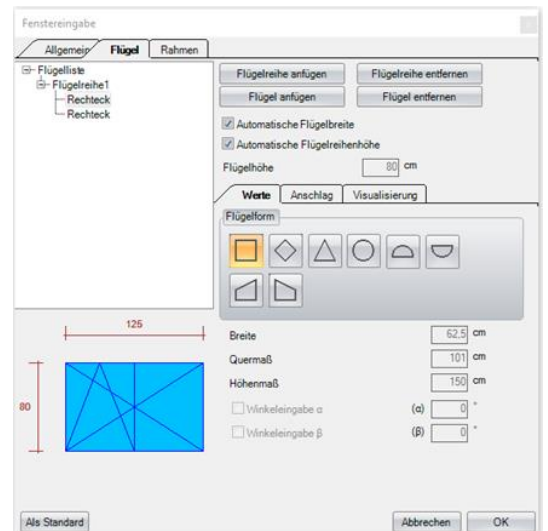 Fenstereingabe
Allgemein Flügel Rahmen
Flügelliste
Flügelreihe1
Rechteck
Rechteck
Flügelreihe anfügen Flügelreihe entfernen
Flügel anfügen Flügel entfernen
Automatische Flügelbreite
Automatische Flügelreihenhöhe
Flügelhöhe 80 cm
Werte Anschlag Visualisierung
Flügelform
Breite 62,5 cm
Quermaß 101 cm
Höhenmaß 150 cm
Winkeleingabe α (α) 0 °
Winkeleingabe β (β) 0 °
125
80
Als Standard Abbrechen OK